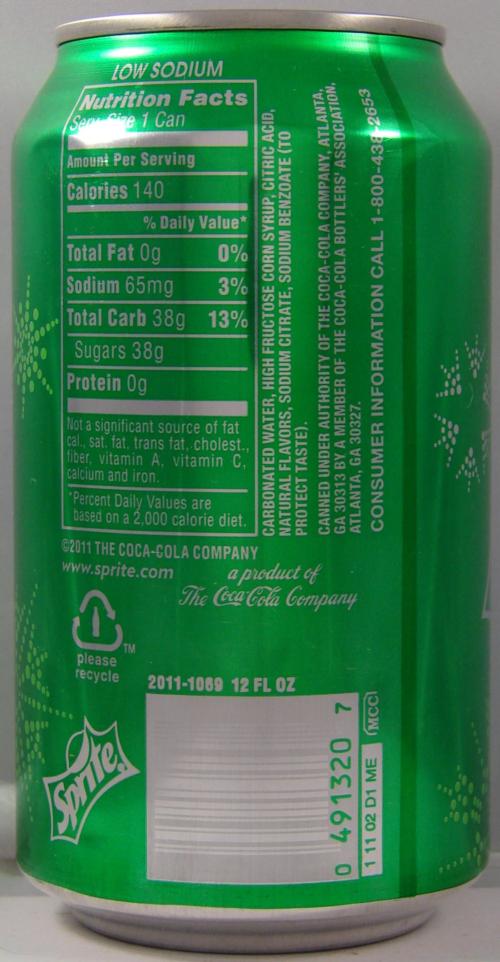 LOW SODIUM
Nutrition Facts
Serv. Size 1 Can
Amount Per Serving
Calories 140
% Daily Value*
Total Fat 0g 0%
Sodium 65mg 3%
Total Carb 38g 13%
Sugars 38g
Protein 0g
Not a significant source of fat
cal., sat. fat, trans fat, cholest.,
fiber, vitamin A, vitamin C,
calcium and iron.
*Percent Daily Values are
based on a 2,000 calorie diet.
CARBONATED WATER, HIGH FRUCTOSE CORN SYRUP, CITRIC ACID,
NATURAL FLAVORS, SODIUM CITRATE, SODIUM BENZOATE (TO
PROTECT TASTE).
CANNED UNDER AUTHORITY OF THE COCA-COLA COMPANY, ATLANTA,
GA 30313 BY A MEMBER OF THE COCA-COLA BOTTLERS' ASSOCIATION,
ATLANTA, GA 30327.
CONSUMER INFORMATION CALL 1-800-438-2653
©2011 THE COCA-COLA COMPANY
www.sprite.com
a product of
The Coca-Cola Company
TM
please
recycle
2011-1069 12 FL OZ
Sprite
0 491320 7
1 11 02 D1 ME MCC